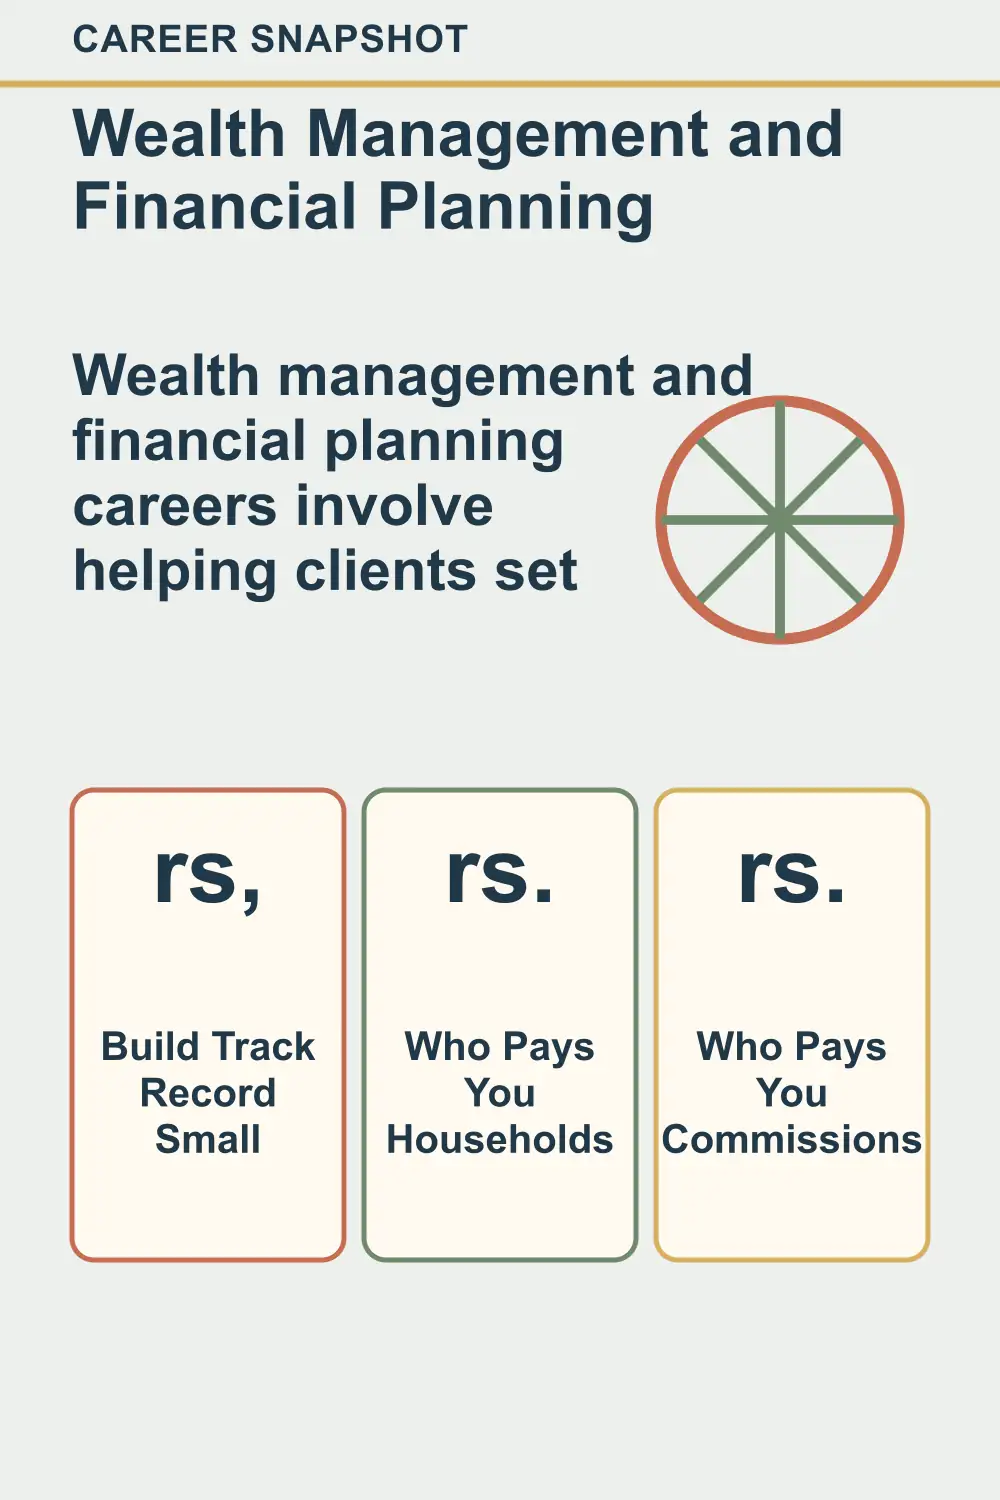 CAREER SNAPSHOT
Wealth Management and
Financial Planning
Wealth management and
financial planning
careers involve
helping clients set
rs,
Build Track
Record
Small
rs.
Who Pays
You
Households
rs.
Who Pays
You
Commissions